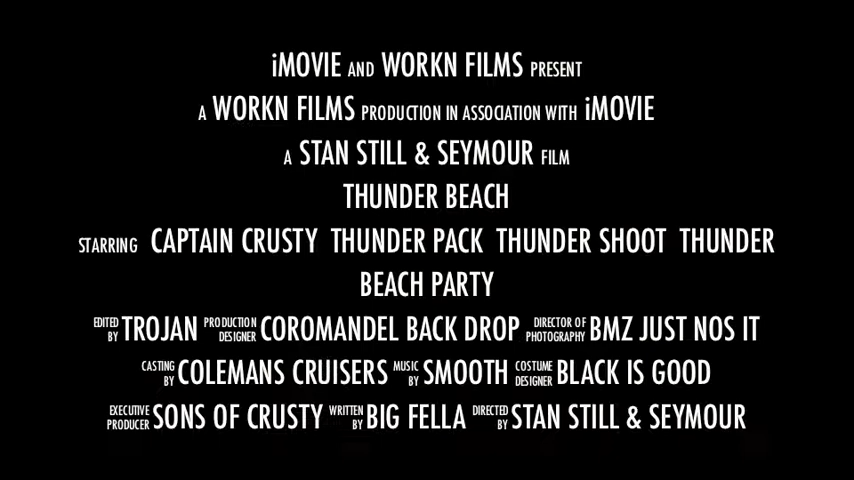 iMOVIE AND WORKN FILMS PRESENT
A WORKN FILMS PRODUCTION IN ASSOCIATION WITH iMOVIE
A STAN STILL & SEYMOUR FILM
THUNDER BEACH
STARRING CAPTAIN CRUSTY THUNDER PACK THUNDER SHOOT THUNDER
BEACH PARTY
EDITED BY TROJAN PRODUCTION DESIGNER COROMANDEL BACK DROP DIRECTOR OF PHOTOGRAPHY BMZ JUST NOS IT
CASTING BY COLEMANS CRUISERS MUSIC BY SMOOTH COSTUME DESIGNER BLACK IS GOOD
EXECUTIVE PRODUCER SONS OF CRUSTY WRITTEN BY BIG FELLA DIRECTED BY STAN STILL & SEYMOUR